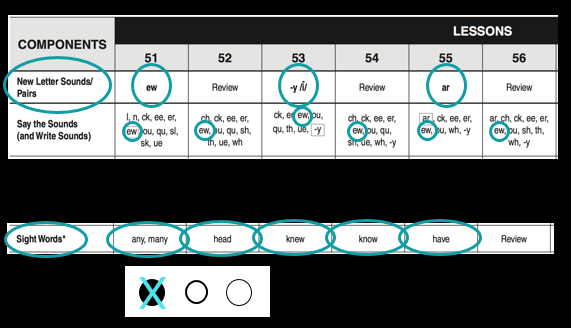 LESSONS
COMPONENTS
51 52 53 54 55 56
New Letter Sounds/
Pairs
ew Review -y /ī/ Review ar Review
Say the Sounds
(and Write Sounds)
l, n, ck, ee, er,
ew, ou, qu, sl,
sk, ue
ch, ck, ee, er,
ew, ou, qu, sh,
th, ue, wh
ck, er, ew, ou,
qu, th, ue, -y
ch, ck, ee, er,
ew, ou, qu,
sh, ue, wh, -y
ar, ck, ee, er,
ew, ou, wh, -y
ar, ch, ck, ee, er,
ew, ou, sh, th,
wh, -y
Sight Words* any, many head knew know have Review
X